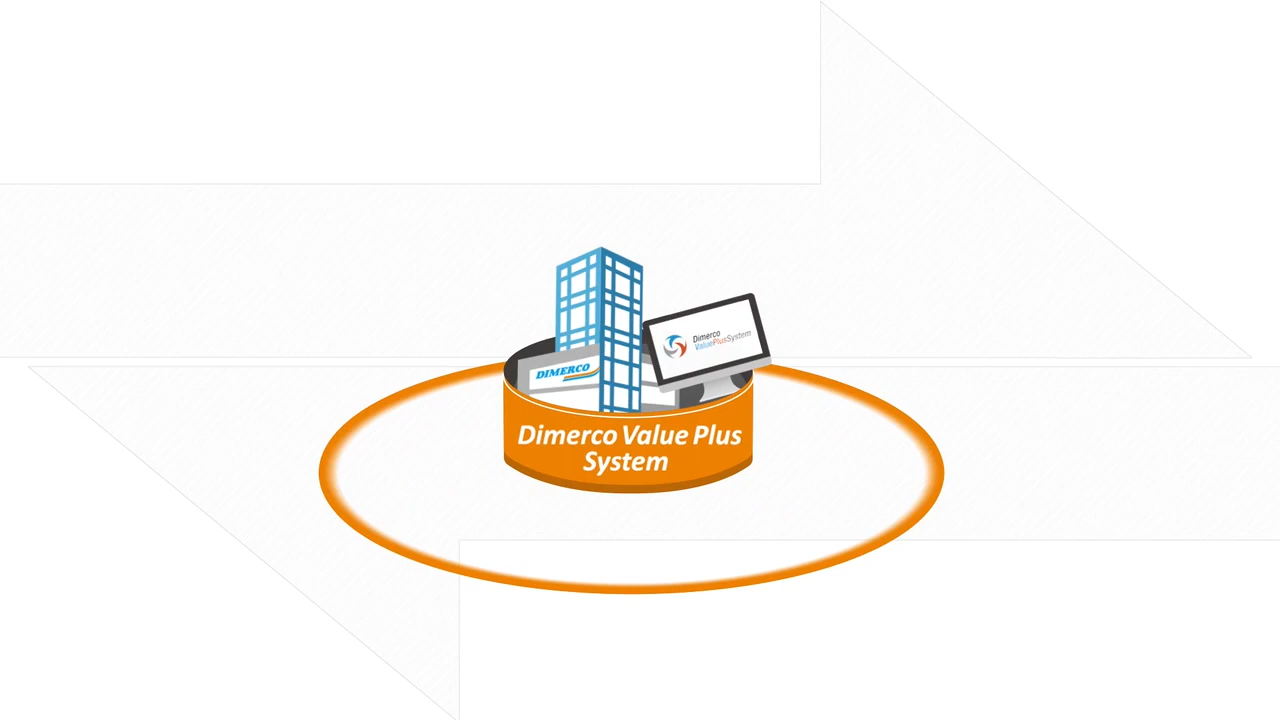 Dimerco
ValuePlusSystem
DIMERCO
Dimerco Value Plus
System